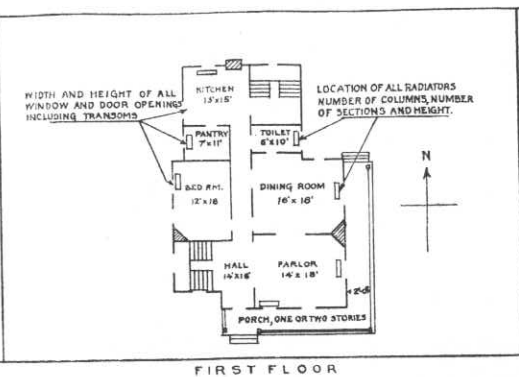 KITCHEN
13'x15'
WIDTH AND HEIGHT OF ALL
WINDOW AND DOOR OPENINGS
INCLUDING TRANSOMS
LOCATION OF ALL RADIATORS
NUMBER OF COLUMNS, NUMBER
OF SECTIONS AND HEIGHT.
PANTRY
7'x11'
TOILET
6'x10'
N
BED RM.
12'x16
DINING ROOM
16'x16'
HALL
14'x16'
PARLOR
14'x18'
PORCH, ONE OR TWO STORIES
FIRST FLOOR